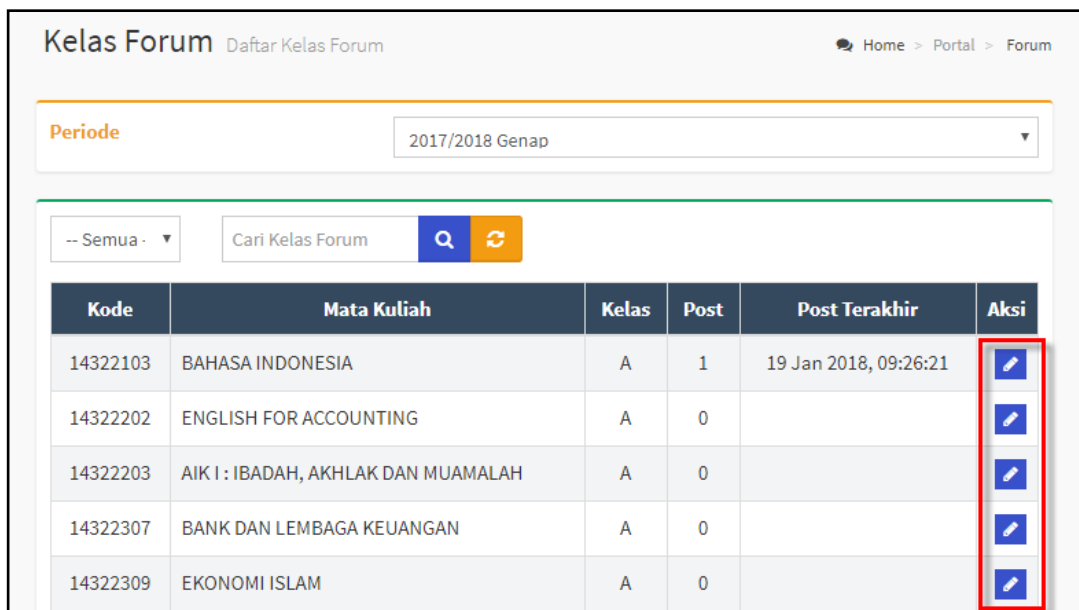 Kelas Forum Daftar Kelas Forum Home > Portal > Forum
Periode 2017/2018 Genap
-- Semua - Cari Kelas Forum
Kode Mata Kuliah Kelas Post Post Terakhir Aksi
14322103 BAHASA INDONESIA A 1 19 Jan 2018, 09:26:21
14322202 ENGLISH FOR ACCOUNTING A 0
14322203 AIK I : IBADAH, AKHLAK DAN MUAMALAH A 0
14322307 BANK DAN LEMBAGA KEUANGAN A 0
14322309 EKONOMI ISLAM A 0